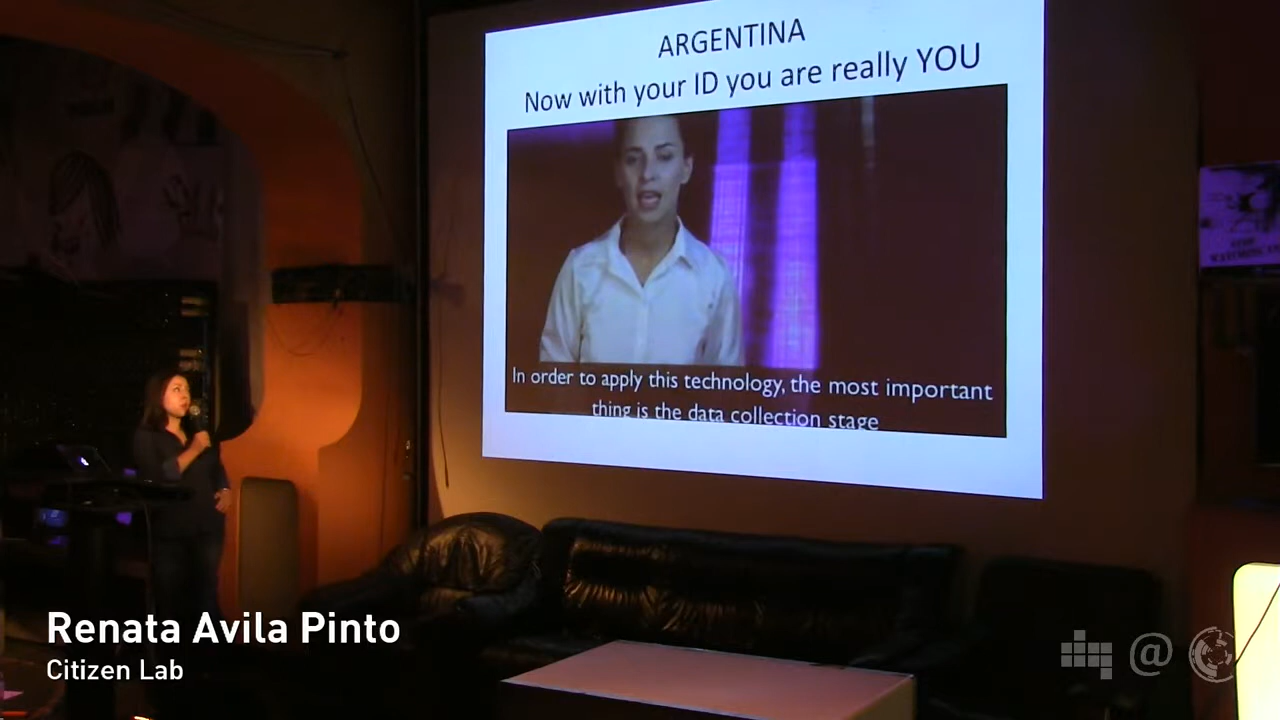 ARGENTINA
Now with your ID you are really YOU
In order to apply this technology, the most important
thing is the data collection stage
Renata Avila Pinto
Citizen Lab
@